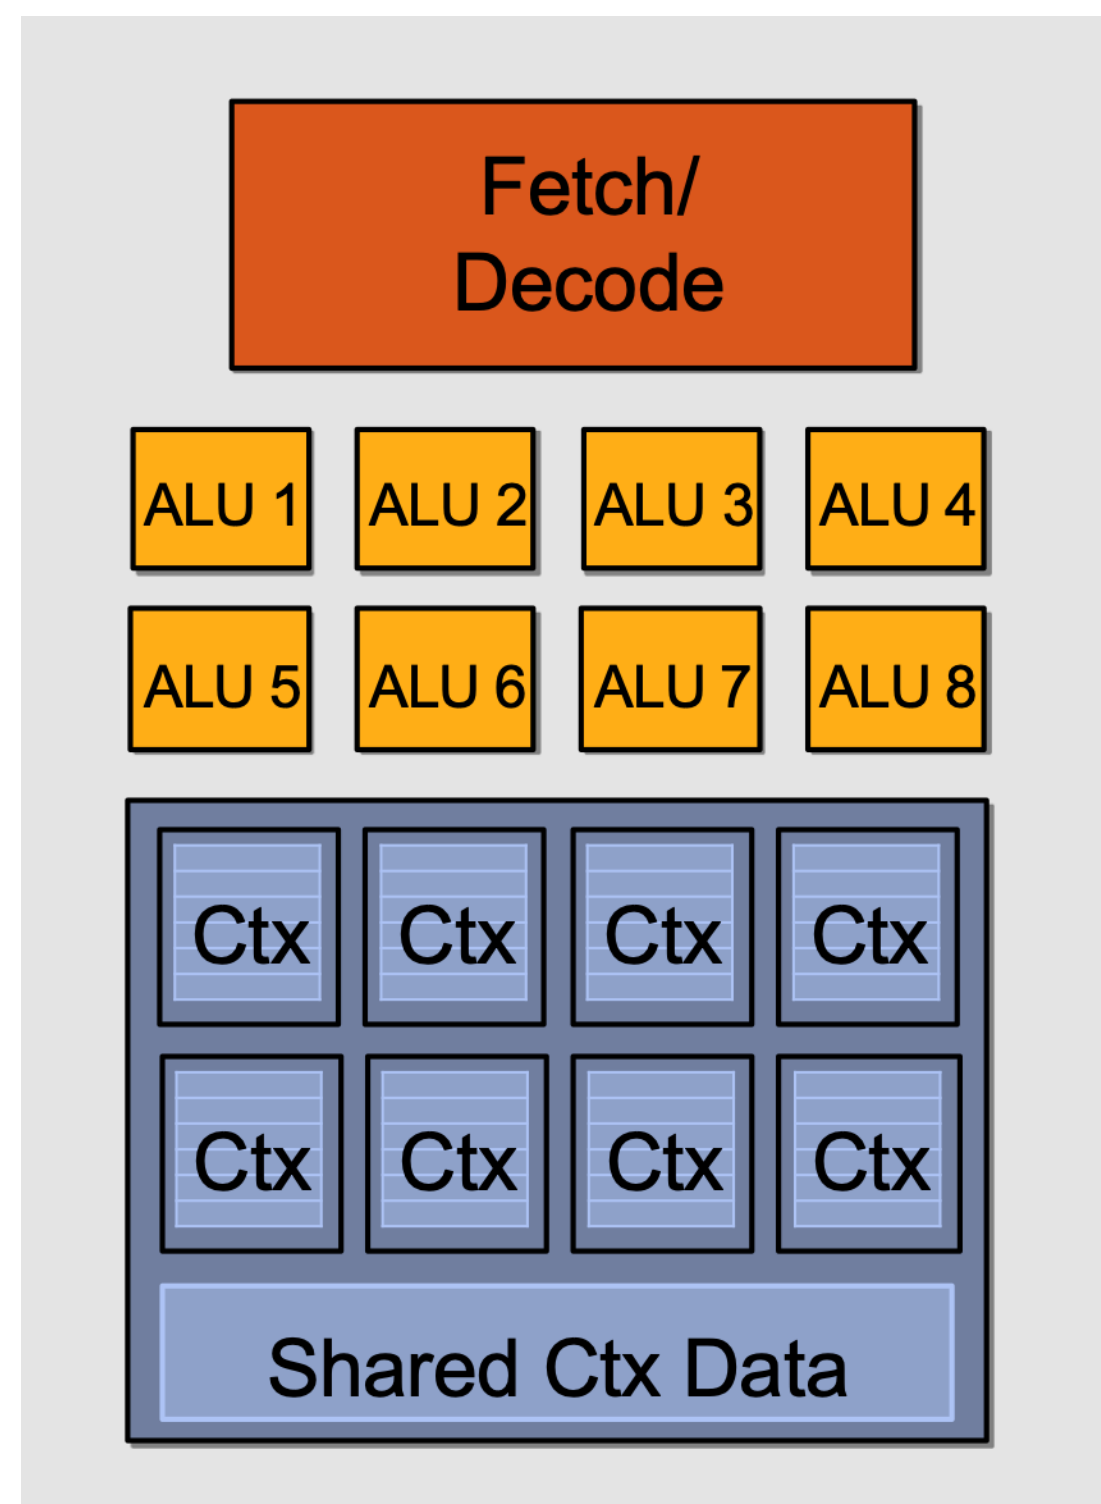 Fetch/
Decode
ALU 1 ALU 2 ALU 3 ALU 4
ALU 5 ALU 6 ALU 7 ALU 8
Ctx Ctx Ctx Ctx
Ctx Ctx Ctx Ctx
Shared Ctx Data